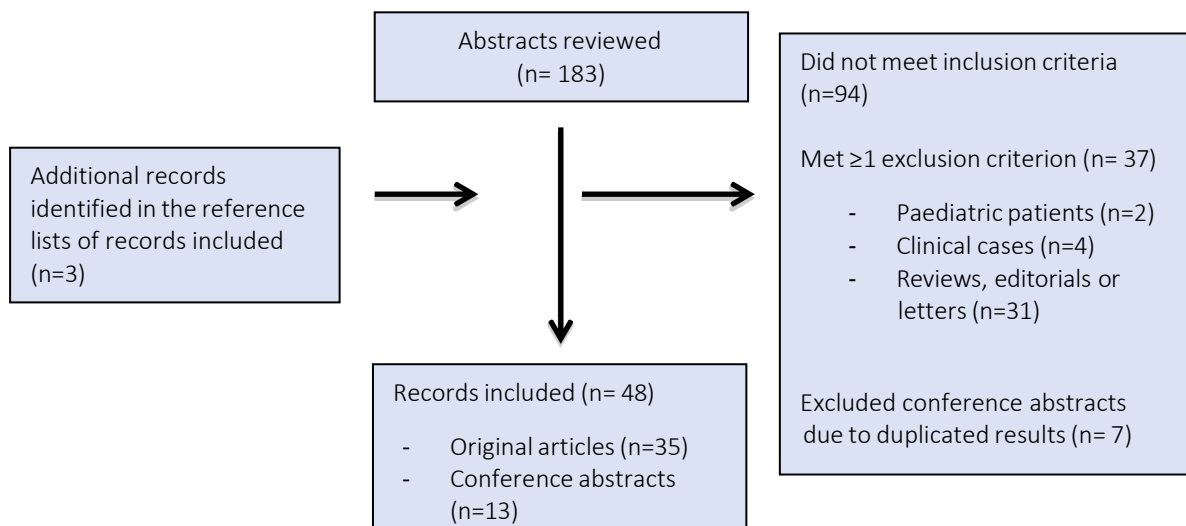 Abstracts reviewed
(n= 183)
Additional records
identified in the reference
lists of records included
(n=3)
Did not meet inclusion criteria
(n=94)
Met ≥1 exclusion criterion (n= 37)
- Paediatric patients (n=2)
- Clinical cases (n=4)
- Reviews, editorials or
letters (n=31)
Excluded conference abstracts
due to duplicated results (n= 7)
Records included (n= 48)
- Original articles (n=35)
- Conference abstracts
(n=13)